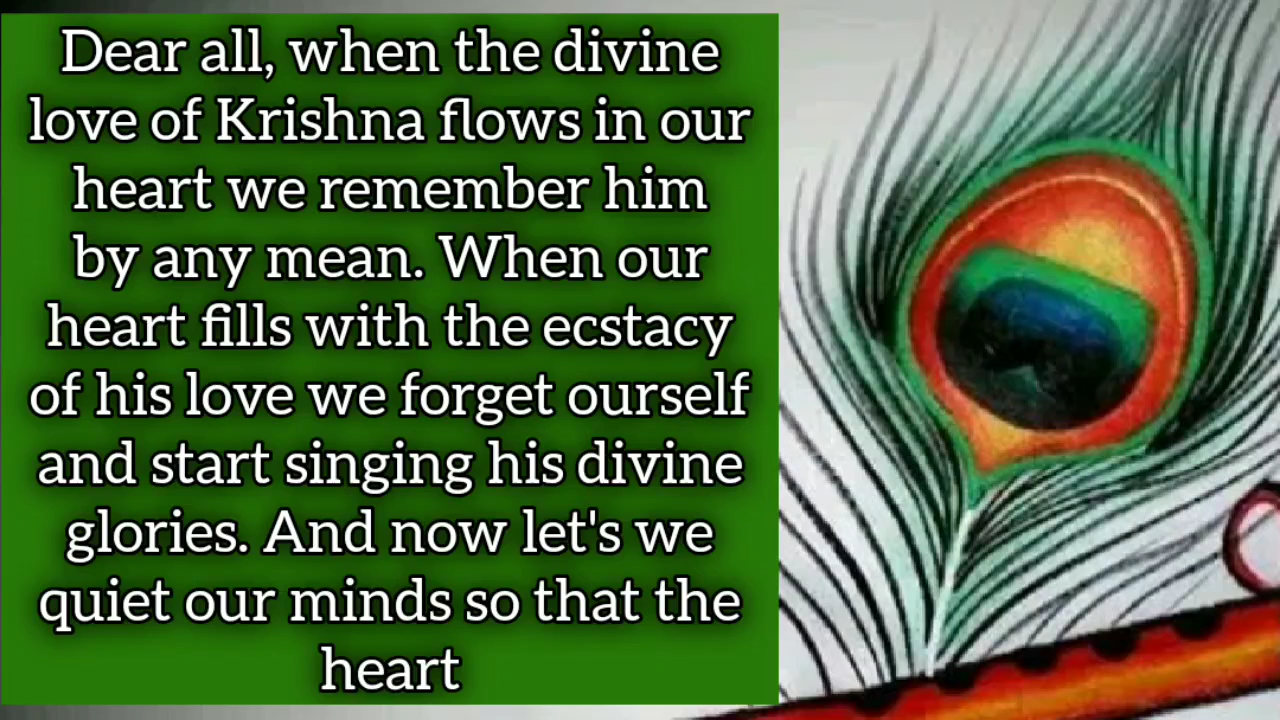 Dear all, when the divine
love of Krishna flows in our
heart we remember him
by any mean. When our
heart fills with the ecstacy
of his love we forget ourself
and start singing his divine
glories. And now let's we
quiet our minds so that the
heart